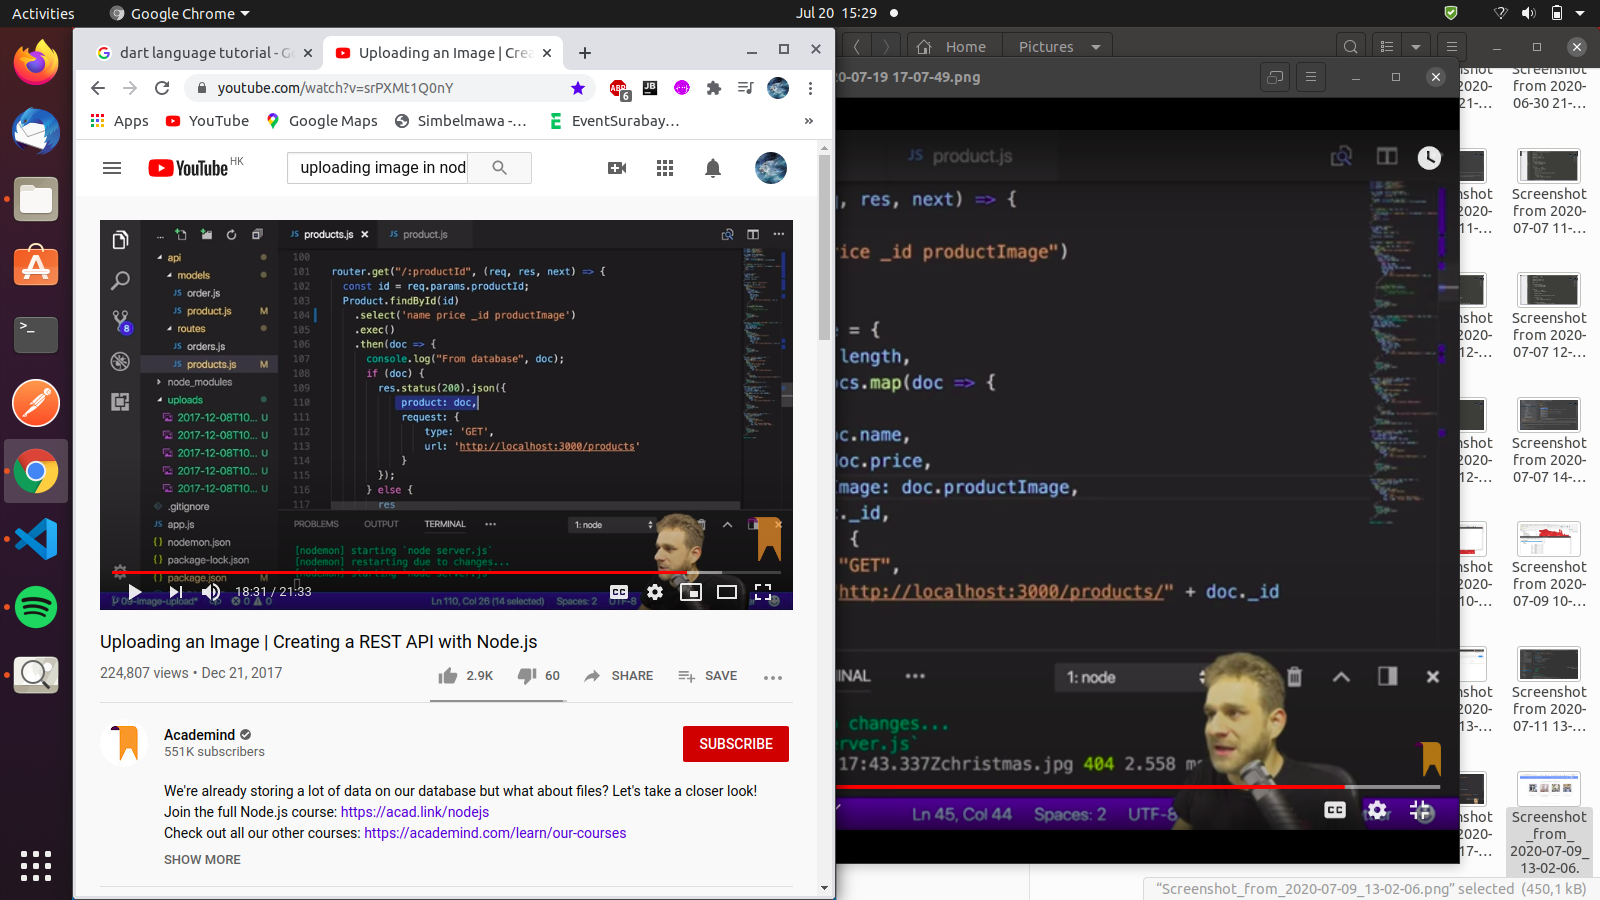 Activities
Google Chrome
Jul 20 15:29
dart language tutorial - Go
Uploading an Image | Crea
youtube.com/watch?v=srPXMt1Q0nY
ABP
6
JB
Apps
YouTube
Google Maps
Simbelmawa -...
EventSurabay...
»
YouTube HK
uploading image in nod
products.js
product.js
api
models
order.js
product.js M
routes
orders.js
products.js M
node_modules
uploads
2017-12-08T10... U
2017-12-08T10... U
2017-12-08T10... U
2017-12-08T10... U
2017-12-08T10... U
.gitignore
app.js
nodemon.json
package-lock.json
package.json M
8
100
101 router.get("/:productId", (req, res, next) => {
102 const id = req.params.productId;
103 Product.findById(id)
104 .select('name price _id productImage')
105 .exec()
106 .then(doc => {
107 console.log("From database", doc);
108 if (doc) {
109 res.status(200).json({
110 product: doc,
111 request: {
112 type: 'GET',
113 url: 'http://localhost:3000/products'
114 }
115 });
116 } else {
117 res
PROBLEMS OUTPUT TERMINAL ••• 1: node
[nodemon] starting `node server.js`
[nodemon] restarting due to changes...
[nodemon] starting `node server.js`
18:31 / 21:33
09-image-upload*
0 0
Ln 110, Col 26 (14 selected) Spaces: 2 UTF-8
Uploading an Image | Creating a REST API with Node.js
224,807 views • Dec 21, 2017
2.9K
60
SHARE
SAVE
Academind
551K subscribers
SUBSCRIBE
We're already storing a lot of data on our database but what about files? Let's take a closer look!
Join the full Node.js course: https://acad.link/nodejs
Check out all our other courses: https://academind.com/learn/our-courses
SHOW MORE
Home
Pictures
0-07-19 17-07-49.png
JS product.js
, res, next) => {
rice _id productImage")
= {
length,
cs.map(doc => {
c.name,
doc.price,
Image: doc.productImage,
._id,
{
"GET",
http://localhost:3000/products/" + doc._id
INAL ••• 1: node
changes...
erver.js`
17:43.337Zchristmas.jpg 404 2.558 ms
Ln 45, Col 44 Spaces: 2 UTF-8
Screenshot
from 2020-
06-30 21-...
Screenshot
from 2020-
07-07 11-...
Screenshot
from 2020-
07-07 12-...
Screenshot
from 2020-
07-07 14-...
Screenshot
from 2020-
07-09 10-...
Screenshot
from 2020-
07-11 13-...
Screenshot
_from_
2020-07-09_
13-02-06.
"Screenshot_from_2020-07-09_13-02-06.png" selected (450,1 kB)